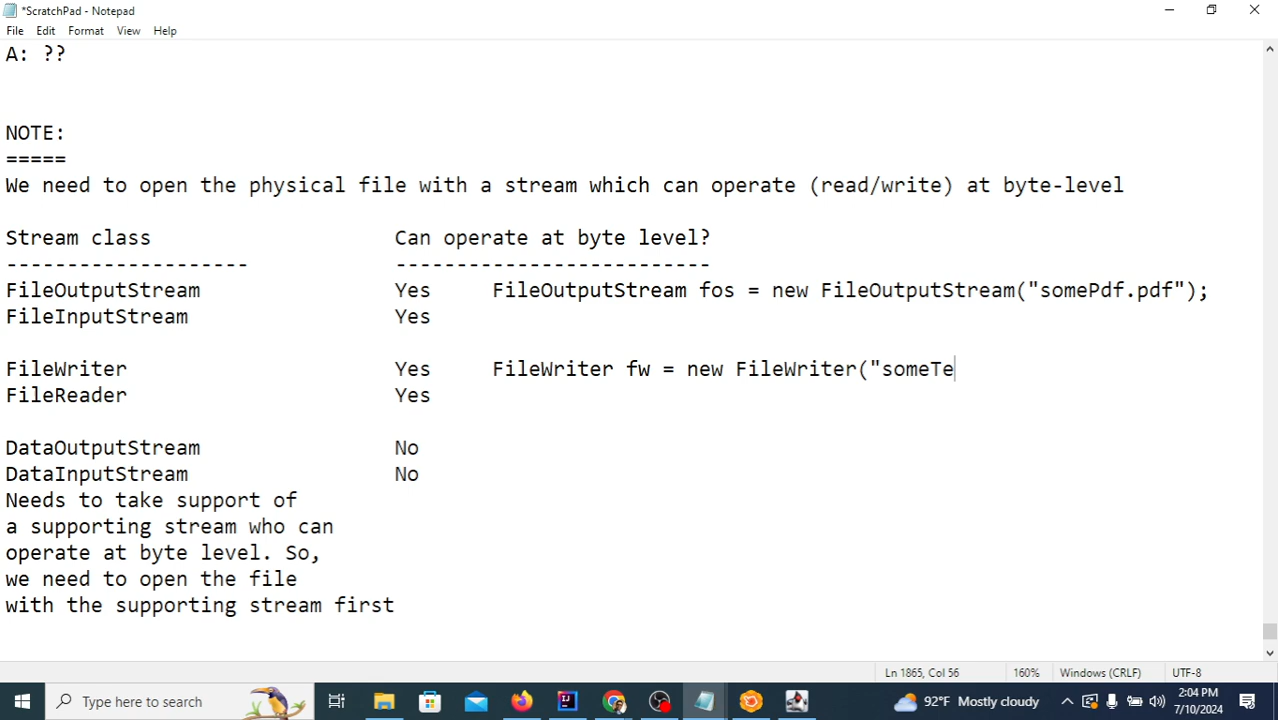 *ScratchPad - Notepad
File Edit Format View Help
A: ??
NOTE:
=====
We need to open the physical file with a stream which can operate (read/write) at byte-level
Stream class Can operate at byte level?
-------------------- --------------------------
FileOutputStream Yes FileOutputStream fos = new FileOutputStream("somePdf.pdf");
FileInputStream Yes
FileWriter Yes FileWriter fw = new FileWriter("someTe
FileReader Yes
DataOutputStream No
DataInputStream No
Needs to take support of
a supporting stream who can
operate at byte level. So,
we need to open the file
with the supporting stream first
Ln 1865, Col 56 160% Windows (CRLF) UTF-8
Type here to search 92°F Mostly cloudy 2:04 PM
7/10/2024